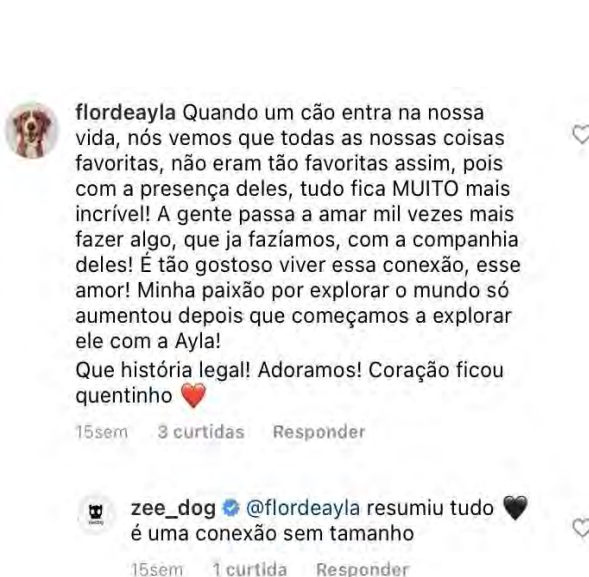 flordeayla Quando um cão entra na nossa
vida, nós vemos que todas as nossas coisas
favoritas, não eram tão favoritas assim, pois
com a presença deles, tudo fica MUITO mais
incrível! A gente passa a amar mil vezes mais
fazer algo, que ja fazíamos, com a companhia
deles! É tão gostoso viver essa conexão, esse
amor! Minha paixão por explorar o mundo só
aumentou depois que começamos a explorar
ele com a Ayla!
Que história legal! Adoramos! Coração ficou
quentinho ❤️
15sem 3 curtidas Responder
zee_dog @flordeayla resumiu tudo 🖤
é uma conexão sem tamanho
15sem 1 curtida Responder